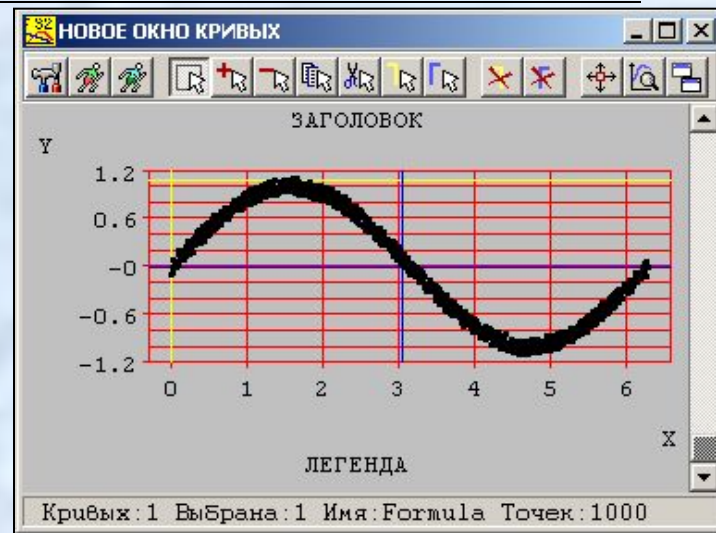 32
НОВОЕ ОКНО КРИВЫХ
ЗАГОЛОВОК
Y
1.2
0.6
-0
-0.6
-1.2
0 1 2 3 4 5 6
X
ЛЕГЕНДА
Кривых:1 Выбрана:1 Имя:Formula Точек:1000